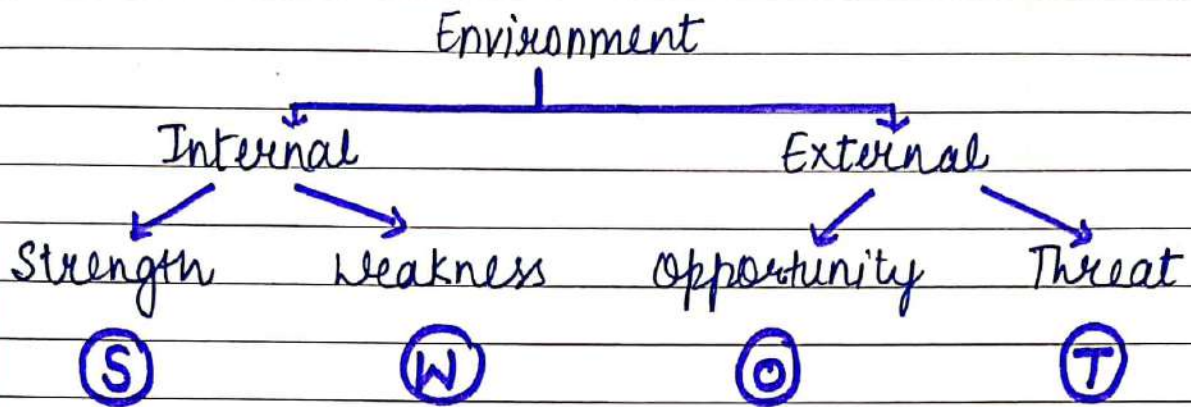 Environment
Internal External
Strength Weakness Opportunity Threat
S W O T